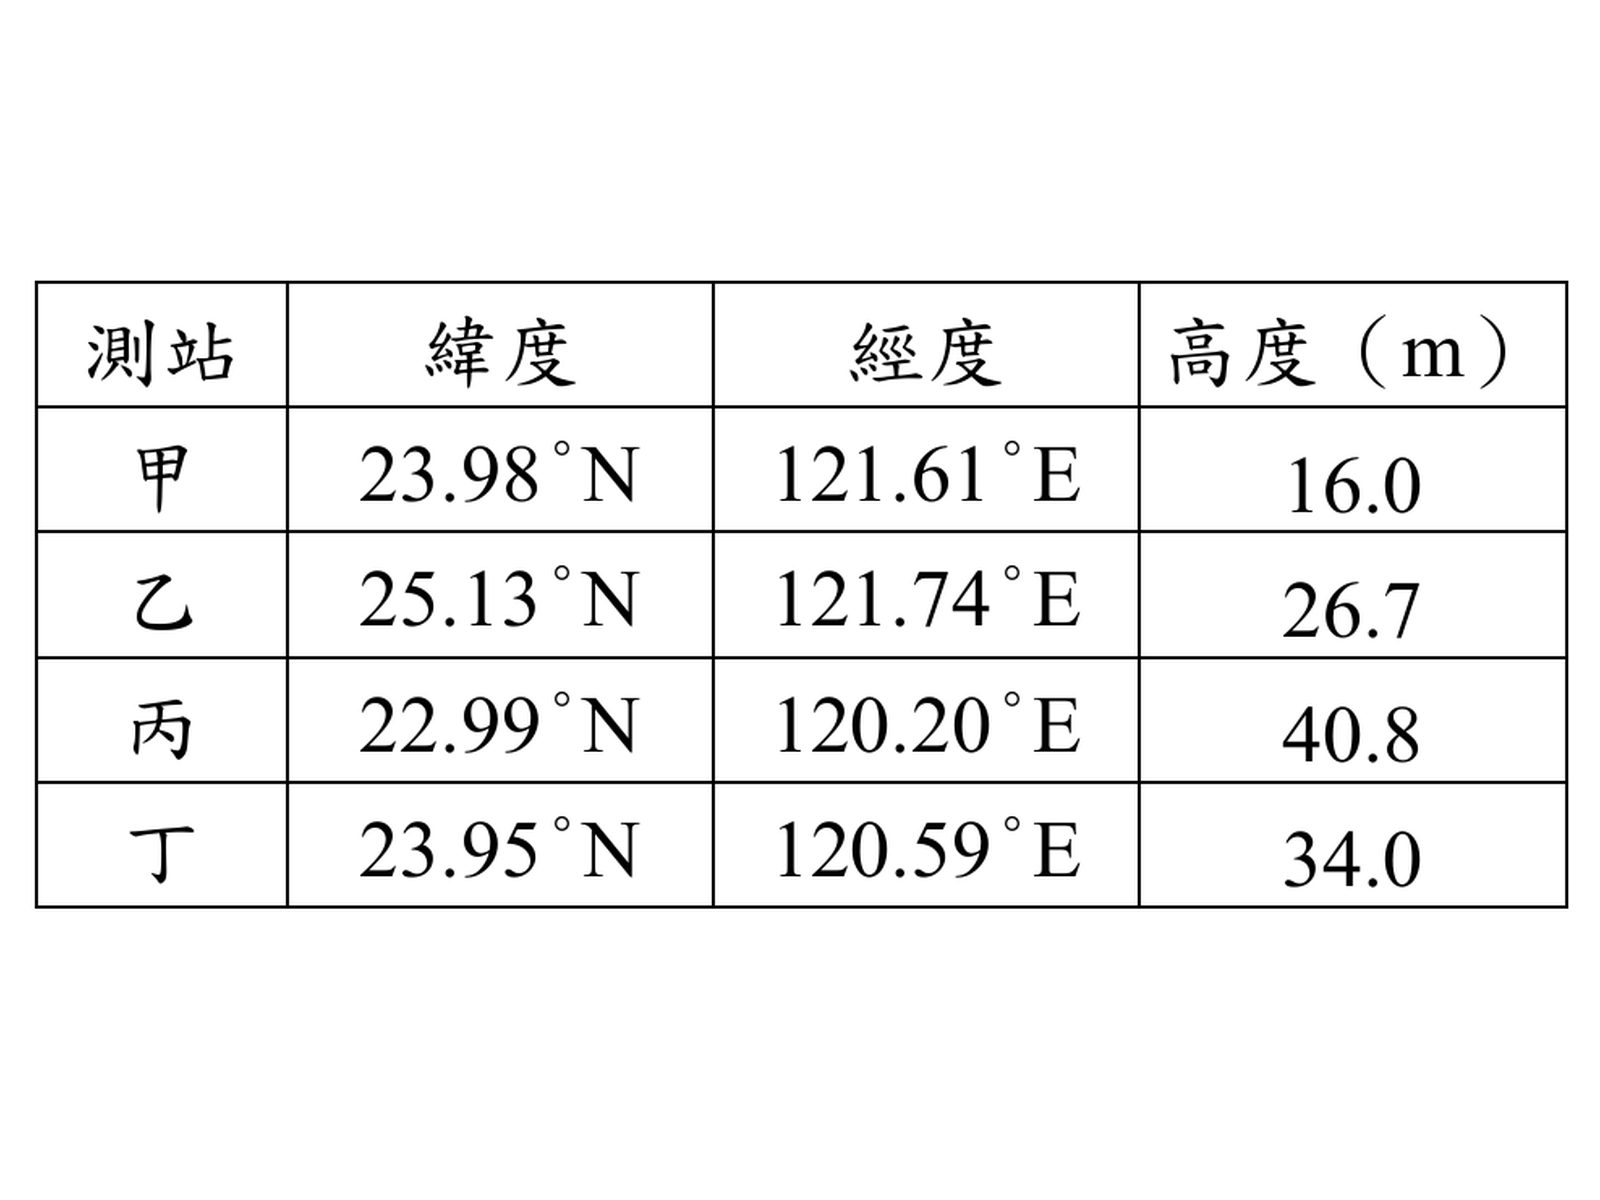 測站 緯度 經度 高度（m）
甲 23.98°N 121.61°E 16.0
乙 25.13°N 121.74°E 26.7
丙 22.99°N 120.20°E 40.8
丁 23.95°N 120.59°E 34.0